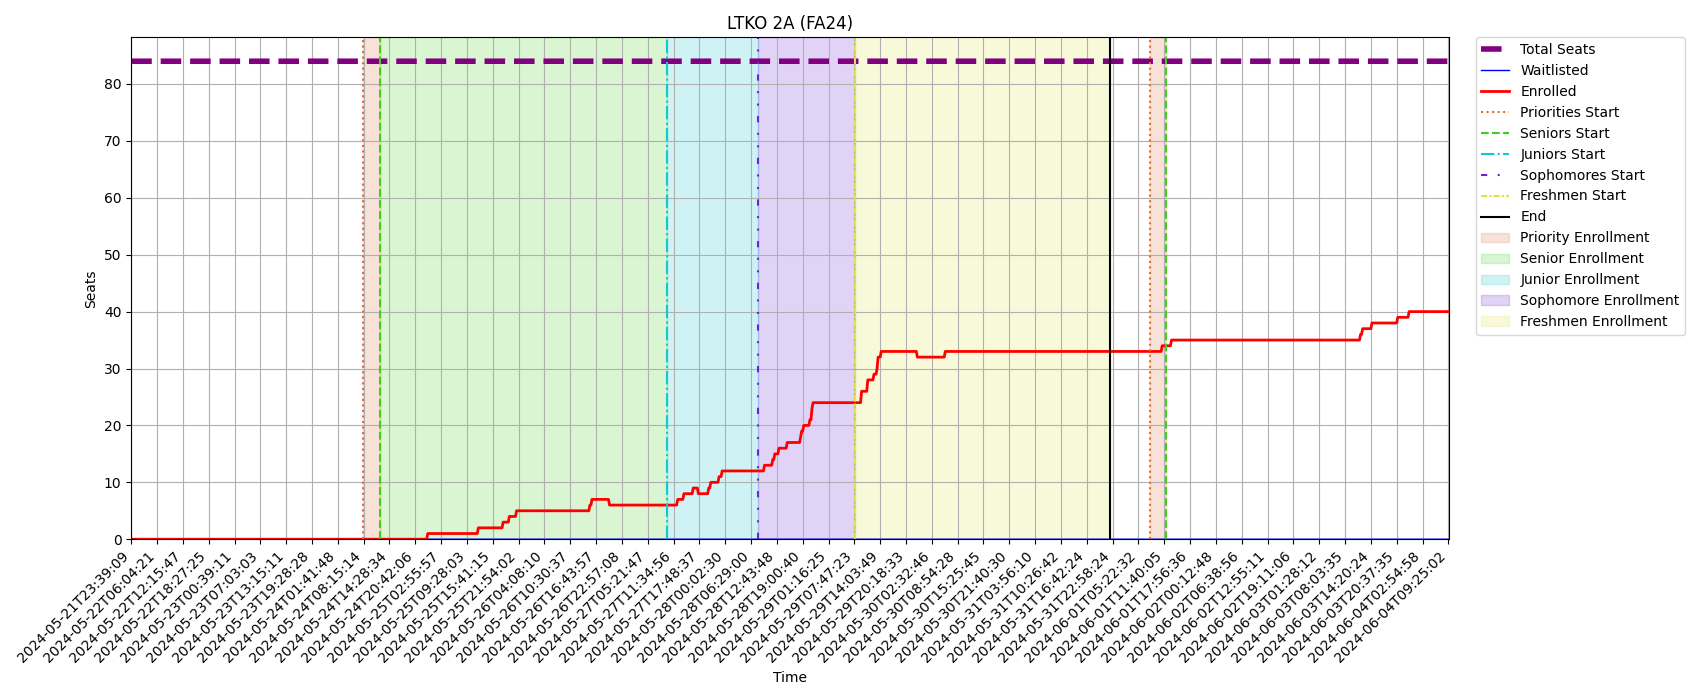 LTKO 2A (FA24)
Total Seats
Waitlisted
Enrolled
Priorities Start
Seniors Start
Juniors Start
Sophomores Start
Freshmen Start
End
Priority Enrollment
Senior Enrollment
Junior Enrollment
Sophomore Enrollment
Freshmen Enrollment
Seats
80
70
60
50
40
30
20
10
0
2024-05-21T23:39:09
2024-05-22T06:04:21
2024-05-22T12:15:47
2024-05-22T18:27:25
2024-05-23T00:39:11
2024-05-23T07:03:03
2024-05-23T13:15:11
2024-05-23T19:28:28
2024-05-24T01:41:48
2024-05-24T08:15:14
2024-05-24T14:28:34
2024-05-24T20:42:06
2024-05-25T02:55:57
2024-05-25T09:28:03
2024-05-25T15:41:15
2024-05-25T21:54:02
2024-05-26T04:08:10
2024-05-26T10:30:37
2024-05-26T16:43:57
2024-05-26T22:57:08
2024-05-27T05:21:47
2024-05-27T11:34:56
2024-05-27T17:48:37
2024-05-28T00:02:30
2024-05-28T06:29:00
2024-05-28T12:43:48
2024-05-28T19:00:40
2024-05-29T01:16:25
2024-05-29T07:47:23
2024-05-29T14:03:49
2024-05-29T20:18:33
2024-05-30T02:32:46
2024-05-30T08:54:28
2024-05-30T15:25:45
2024-05-30T21:40:30
2024-05-31T03:56:10
2024-05-31T10:26:42
2024-05-31T16:42:24
2024-05-31T22:58:24
2024-06-01T05:22:32
2024-06-01T11:40:05
2024-06-01T17:56:36
2024-06-02T00:12:48
2024-06-02T06:38:56
2024-06-02T12:55:11
2024-06-02T19:11:06
2024-06-03T01:28:12
2024-06-03T08:03:35
2024-06-03T14:20:24
2024-06-03T20:37:35
2024-06-04T02:54:58
2024-06-04T09:25:02
Time